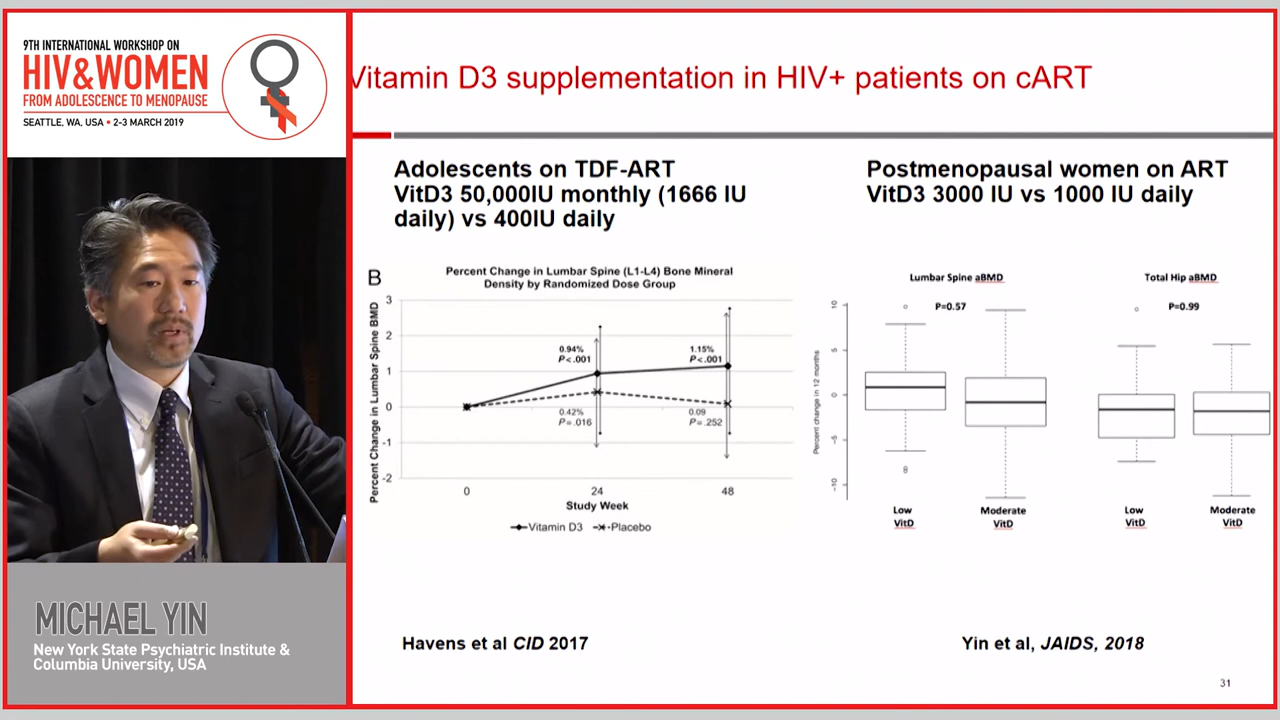 9TH INTERNATIONAL WORKSHOP ON
HIV&WOMEN
FROM ADOLESCENCE TO MENOPAUSE
SEATTLE, WA, USA • 2-3 MARCH 2019
Vitamin D3 supplementation in HIV+ patients on cART
Adolescents on TDF-ART
VitD3 50,000IU monthly (1666 IU
daily) vs 400IU daily
B
Percent Change in Lumbar Spine (L1-L4) Bone Mineral
Density by Randomized Dose Group
Percent Change in Lumbar Spine BMD
3
2
1
0
-1
-2
0.94%
P<.001
1.15%
P<.001
0.42%
P=.016
0.09
P=.252
0
24
48
Study Week
Vitamin D3
Placebo
Havens et al CID 2017
Postmenopausal women on ART
VitD3 3000 IU vs 1000 IU daily
Lumbar Spine aBMD
Total Hip aBMD
P=0.57
P=0.99
Percent change in 12 months
10
5
0
-5
-10
Low
VitD
Moderate
VitD
Low
VitD
Moderate
VitD
Yin et al, JAIDS, 2018
31
MICHAEL YIN
New York State Psychiatric Institute &
Columbia University, USA